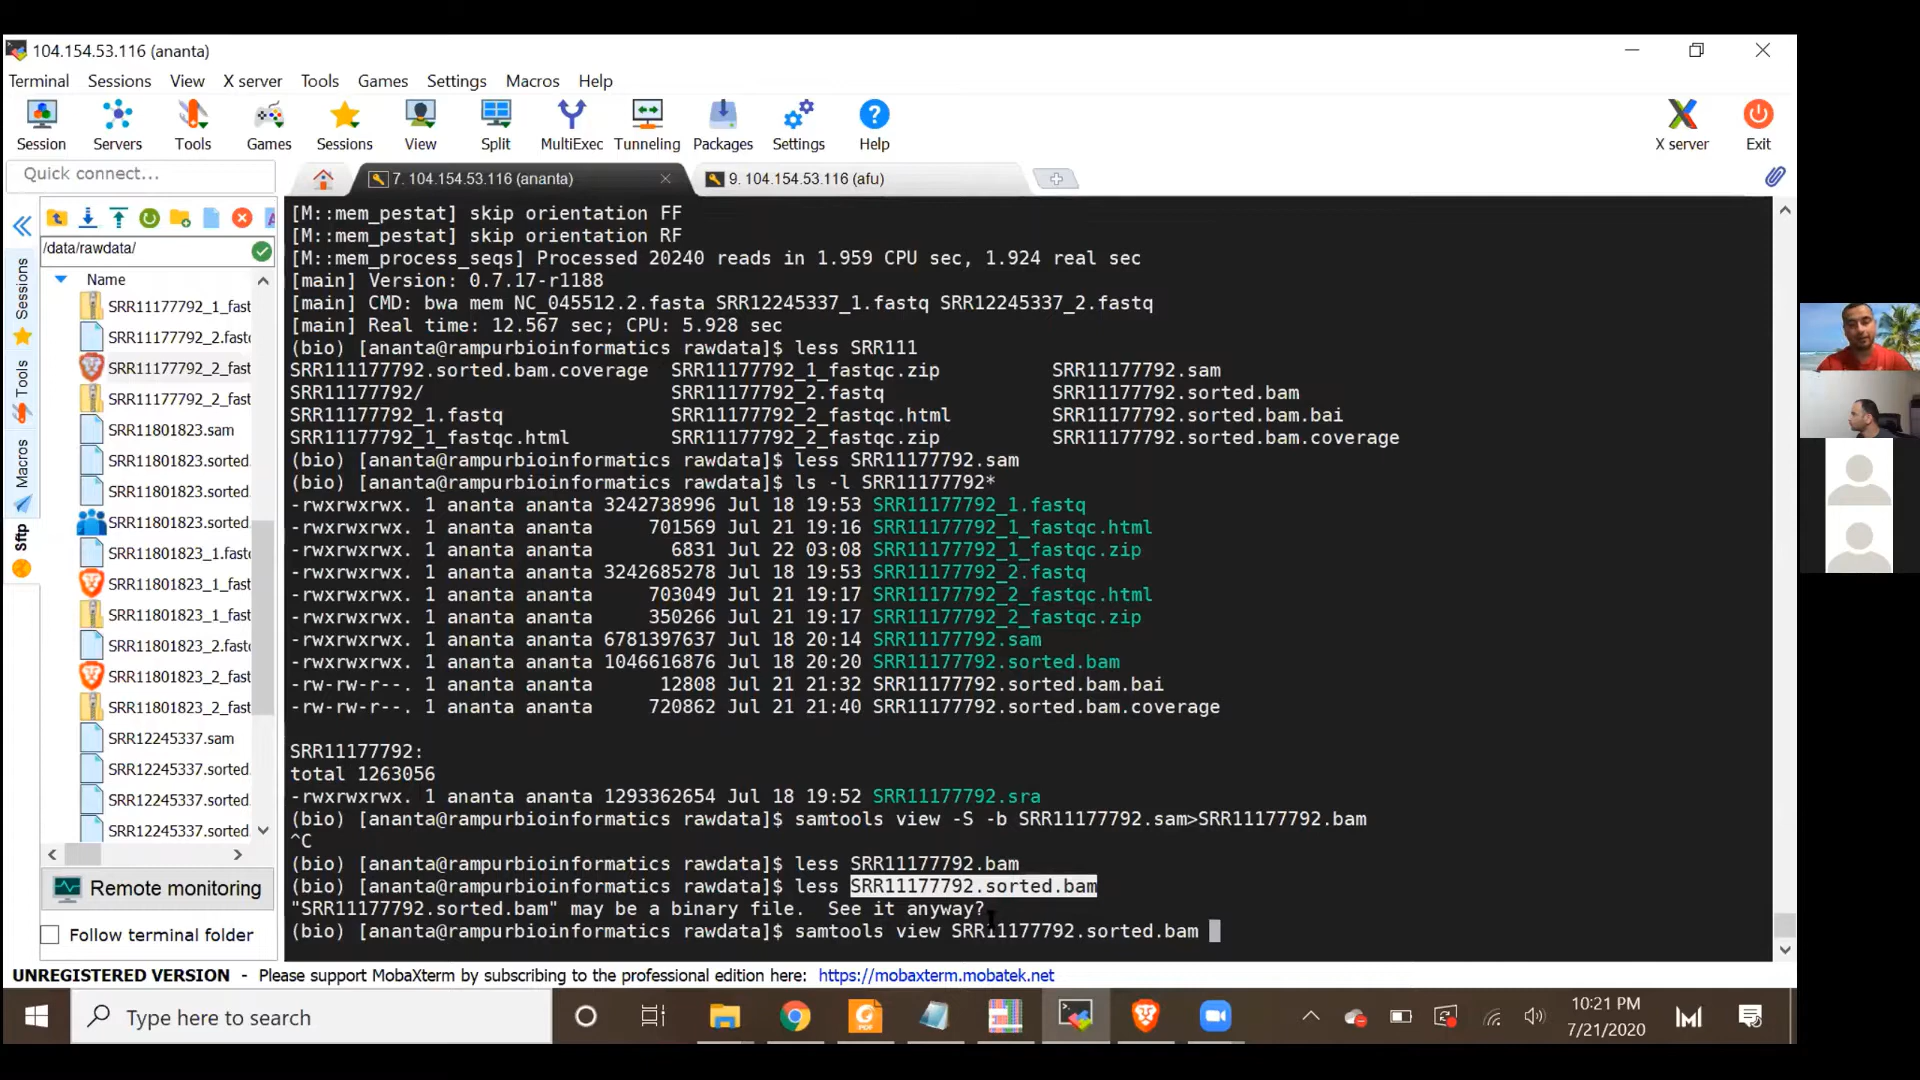 104.154.53.116 (ananta)
Terminal Sessions View X server Tools Games Settings Macros Help
Session Servers Tools Games Sessions View Split MultiExec Tunneling Packages Settings Help X server Exit
Quick connect...
7. 104.154.53.116 (ananta)
9. 104.154.53.116 (afu)
/data/rawdata/
Name
SRR11177792_1_fast
SRR11177792_2.fast
SRR11177792_2_fast
SRR11177792_2_fast
SRR11801823.sam
SRR11801823.sorted
SRR11801823.sorted
SRR11801823.sorted
SRR11801823_1.fast
SRR11801823_1_fast
SRR11801823_1_fast
SRR11801823_2.fast
SRR11801823_2_fast
SRR11801823_2_fast
SRR12245337.sam
SRR12245337.sorted
SRR12245337.sorted
SRR12245337.sorted
Sessions
Tools
Macros
Sftp
Remote monitoring
Follow terminal folder
[M::mem_pestat] skip orientation FF
[M::mem_pestat] skip orientation RF
[M::mem_process_seqs] Processed 20240 reads in 1.959 CPU sec, 1.924 real sec
[main] Version: 0.7.17-r1188
[main] CMD: bwa mem NC_045512.2.fasta SRR12245337_1.fastq SRR12245337_2.fastq
[main] Real time: 12.567 sec; CPU: 5.928 sec
(bio) [ananta@rampurbioinformatics rawdata]$ less SRR111
SRR11177792.sorted.bam.coverage SRR11177792_1_fastqc.zip SRR11177792.sam
SRR11177792/ SRR11177792_2.fastq SRR11177792.sorted.bam
SRR11177792_1.fastq SRR11177792_2_fastqc.html SRR11177792.sorted.bam.bai
SRR11177792_1_fastqc.html SRR11177792_2_fastqc.zip SRR11177792.sorted.bam.coverage
(bio) [ananta@rampurbioinformatics rawdata]$ less SRR11177792.sam
(bio) [ananta@rampurbioinformatics rawdata]$ ls -l SRR11177792*
-rwxrwxrwx. 1 ananta ananta 3242738996 Jul 18 19:53 SRR11177792_1.fastq
-rwxrwxrwx. 1 ananta ananta 701569 Jul 21 19:16 SRR11177792_1_fastqc.html
-rwxrwxrwx. 1 ananta ananta 6831 Jul 22 03:08 SRR11177792_1_fastqc.zip
-rwxrwxrwx. 1 ananta ananta 3242685278 Jul 18 19:53 SRR11177792_2.fastq
-rwxrwxrwx. 1 ananta ananta 703049 Jul 21 19:17 SRR11177792_2_fastqc.html
-rwxrwxrwx. 1 ananta ananta 350266 Jul 21 19:17 SRR11177792_2_fastqc.zip
-rwxrwxrwx. 1 ananta ananta 6781397637 Jul 18 20:14 SRR11177792.sam
-rwxrwxrwx. 1 ananta ananta 1046616876 Jul 18 20:20 SRR11177792.sorted.bam
-rw-rw-r--. 1 ananta ananta 12808 Jul 21 21:32 SRR11177792.sorted.bam.bai
-rw-rw-r--. 1 ananta ananta 720862 Jul 21 21:40 SRR11177792.sorted.bam.coverage
SRR11177792:
total 1263056
-rwxrwxrwx. 1 ananta ananta 1293362654 Jul 18 19:52 SRR11177792.sra
(bio) [ananta@rampurbioinformatics rawdata]$ samtools view -S -b SRR11177792.sam>SRR11177792.bam
^C
(bio) [ananta@rampurbioinformatics rawdata]$ less SRR11177792.bam
(bio) [ananta@rampurbioinformatics rawdata]$ less SRR11177792.sorted.bam
"SRR11177792.sorted.bam" may be a binary file. See it anyway?
(bio) [ananta@rampurbioinformatics rawdata]$ samtools view SRR11177792.sorted.bam
UNREGISTERED VERSION - Please support MobaXterm by subscribing to the professional edition here: https://mobaxterm.mobatek.net
Type here to search
10:21 PM
7/21/2020